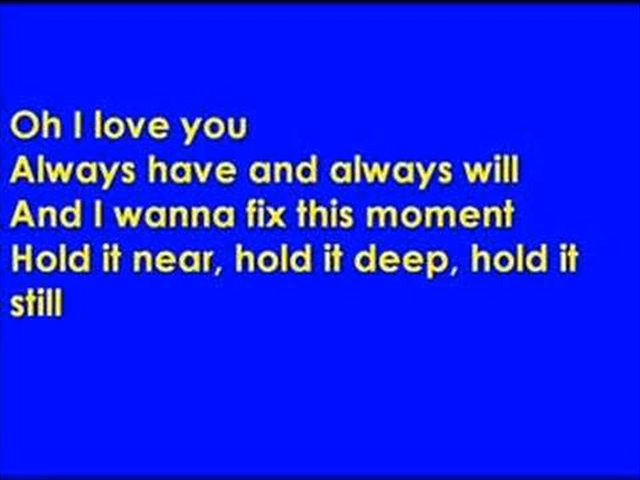 Oh I love you
Always have and always will
And I wanna fix this moment
Hold it near, hold it deep, hold it
still